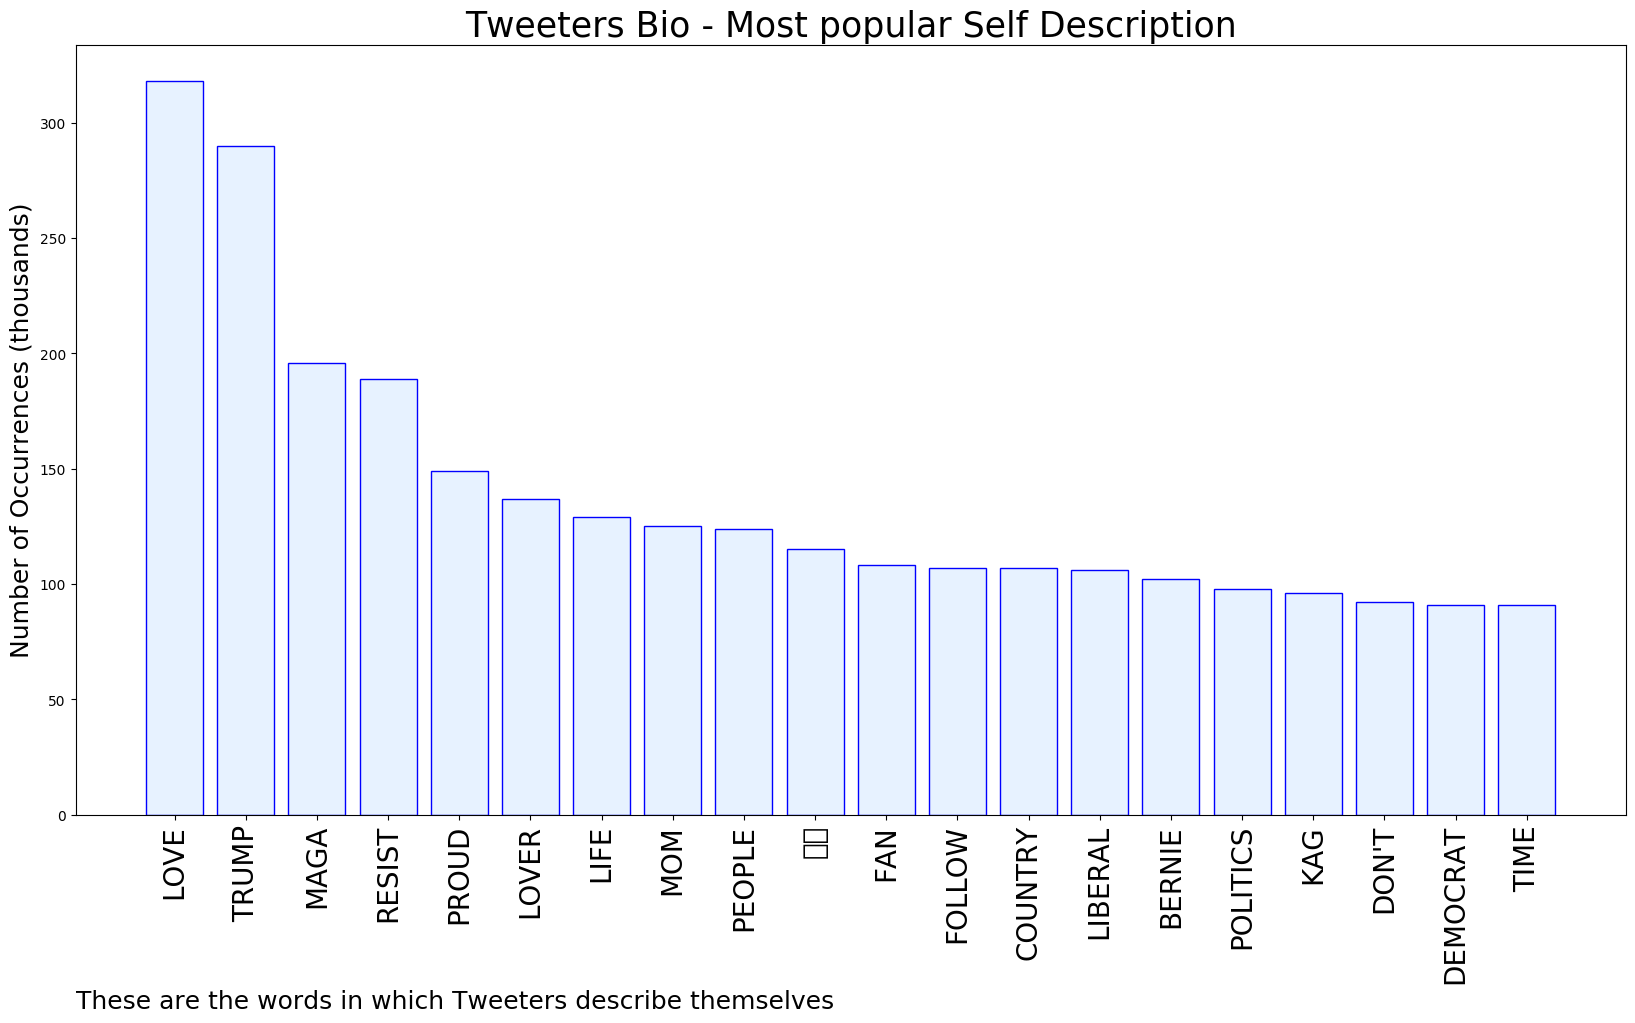 Tweeters Bio - Most popular Self Description
Number of Occurrences (thousands)
300
250
200
150
100
50
0
LOVE
TRUMP
MAGA
RESIST
PROUD
LOVER
LIFE
MOM
PEOPLE
FAN
FOLLOW
COUNTRY
LIBERAL
BERNIE
POLITICS
KAG
DON'T
DEMOCRAT
TIME
These are the words in which Tweeters describe themselves